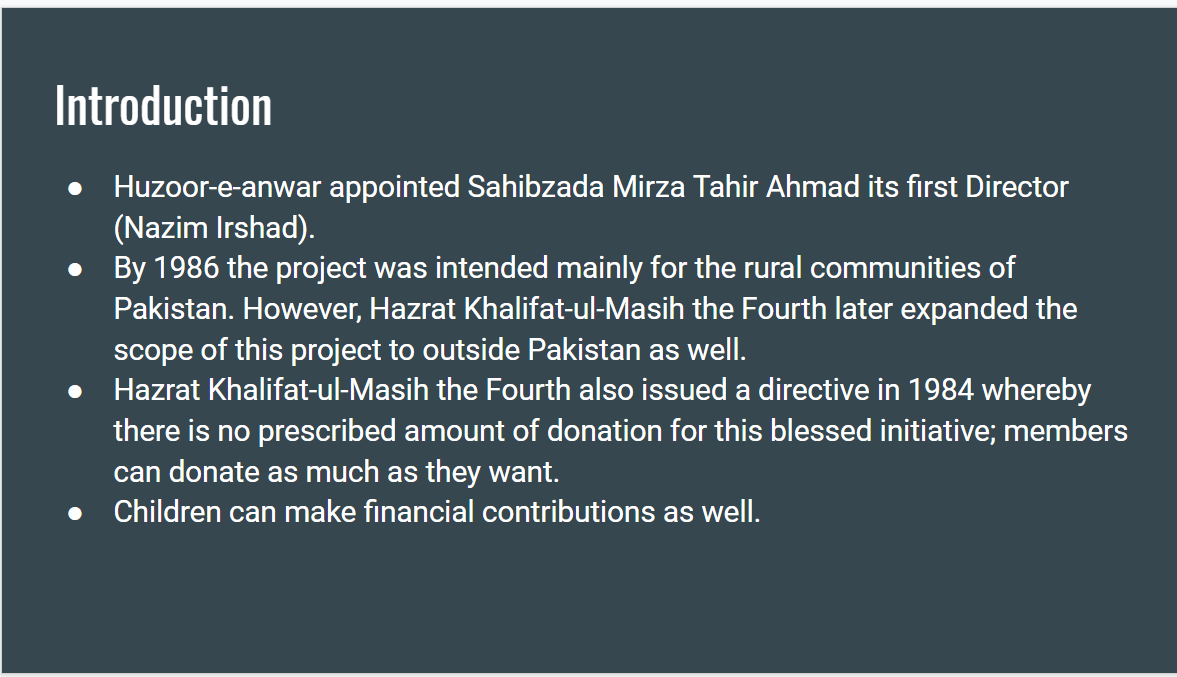 Introduction
● Huzoor-e-anwar appointed Sahibzada Mirza Tahir Ahmad its first Director
(Nazim Irshad).
● By 1986 the project was intended mainly for the rural communities of
Pakistan. However, Hazrat Khalifat-ul-Masih the Fourth later expanded the
scope of this project to outside Pakistan as well.
● Hazrat Khalifat-ul-Masih the Fourth also issued a directive in 1984 whereby
there is no prescribed amount of donation for this blessed initiative; members
can donate as much as they want.
● Children can make financial contributions as well.